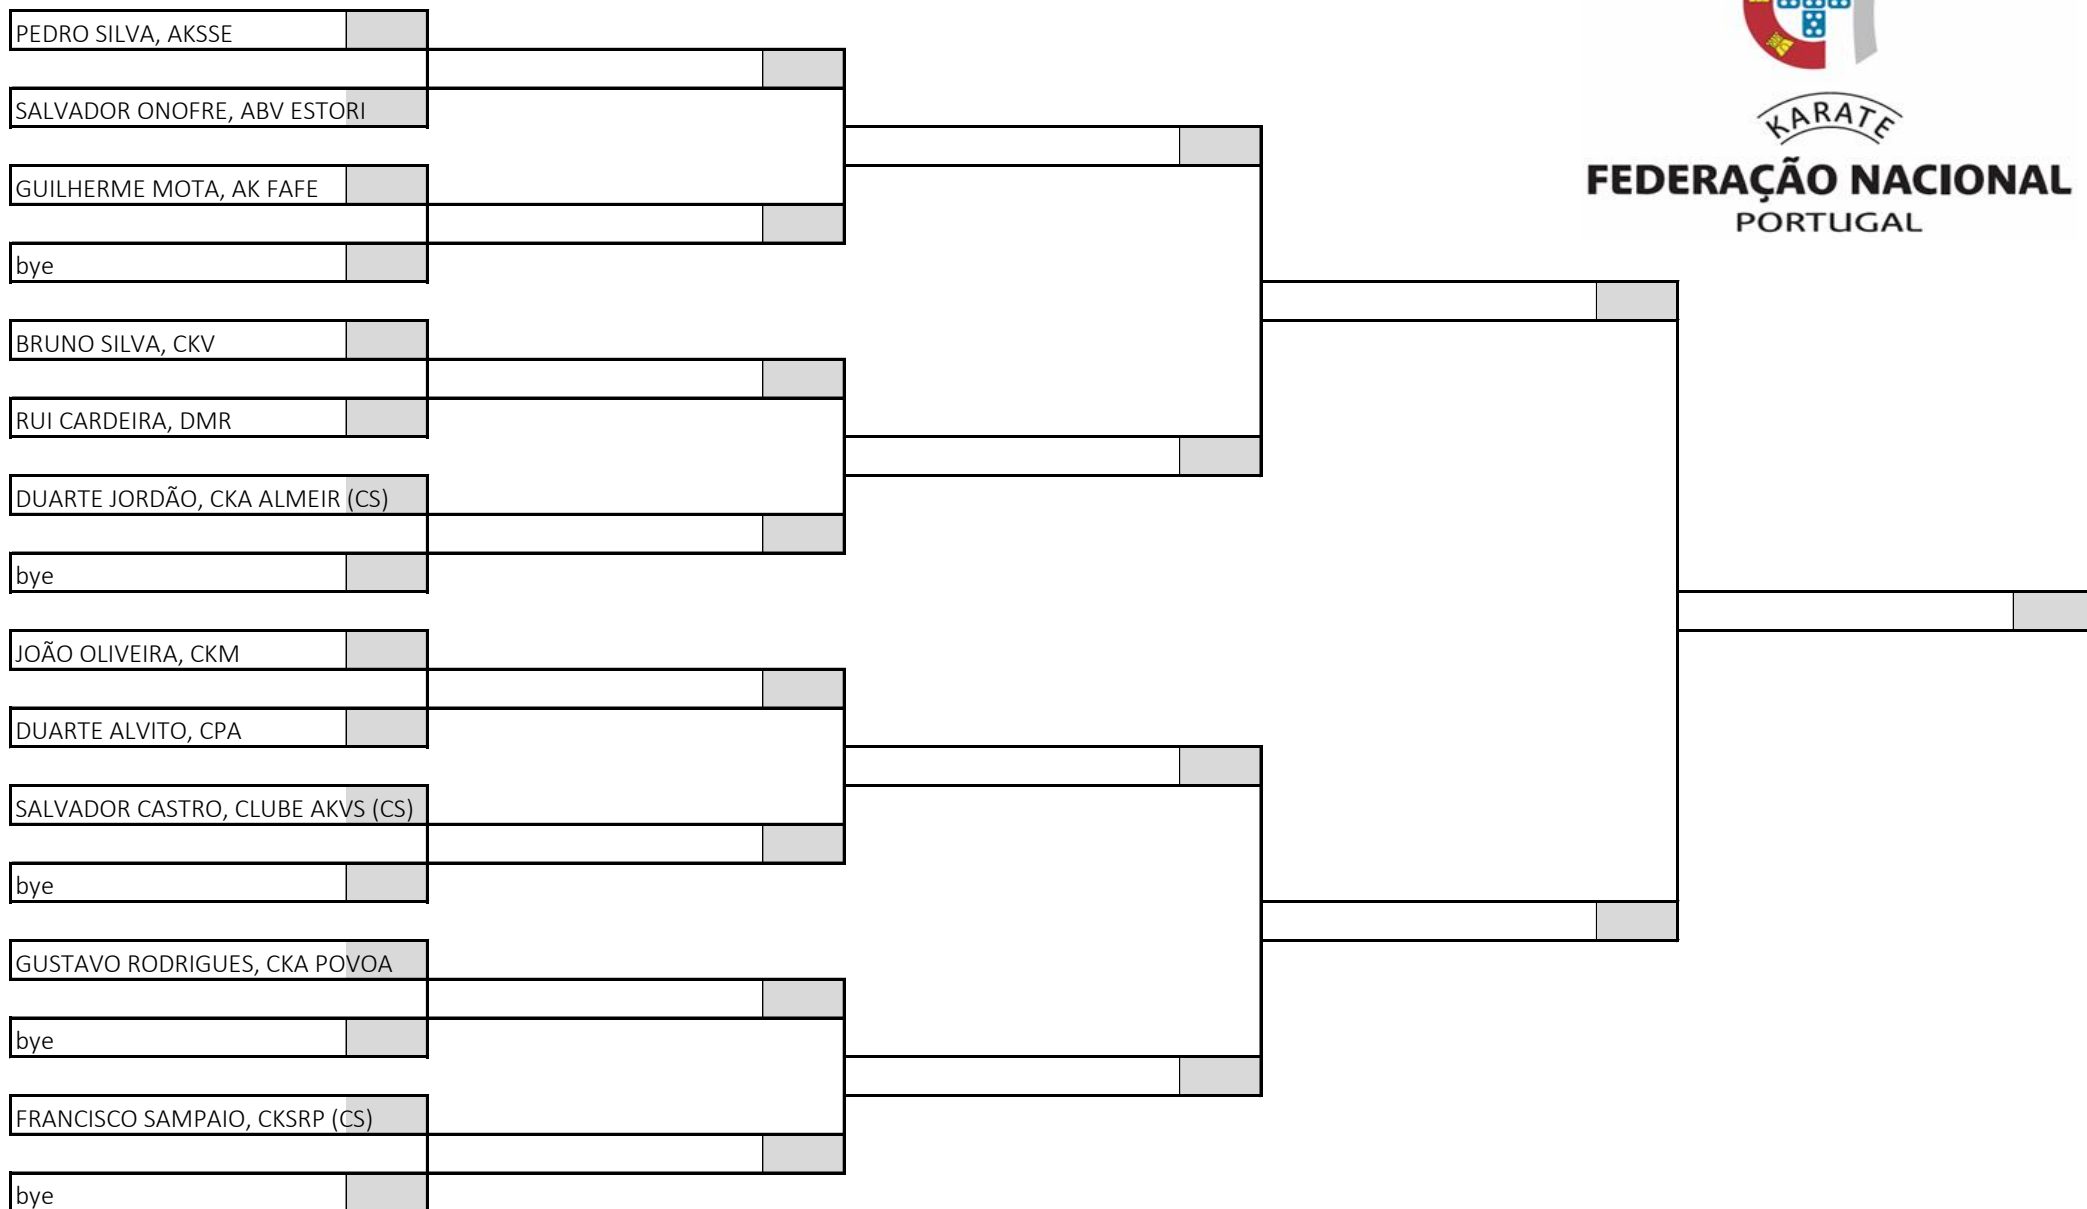 PEDRO SILVA, AKSSE
SALVADOR ONOFRE, ABV ESTORI
GUILHERME MOTA, AK FAFE
bye
BRUNO SILVA, CKV
RUI CARDEIRA, DMR
DUARTE JORDÃO, CKA ALMEIR (CS)
bye
JOÃO OLIVEIRA, CKM
DUARTE ALVITO, CPA
SALVADOR CASTRO, CLUBE AKVS (CS)
bye
GUSTAVO RODRIGUES, CKA POVOA
bye
FRANCISCO SAMPAIO, CKSRP (CS)
bye
KARATE
FEDERAÇÃO NACIONAL
PORTUGAL